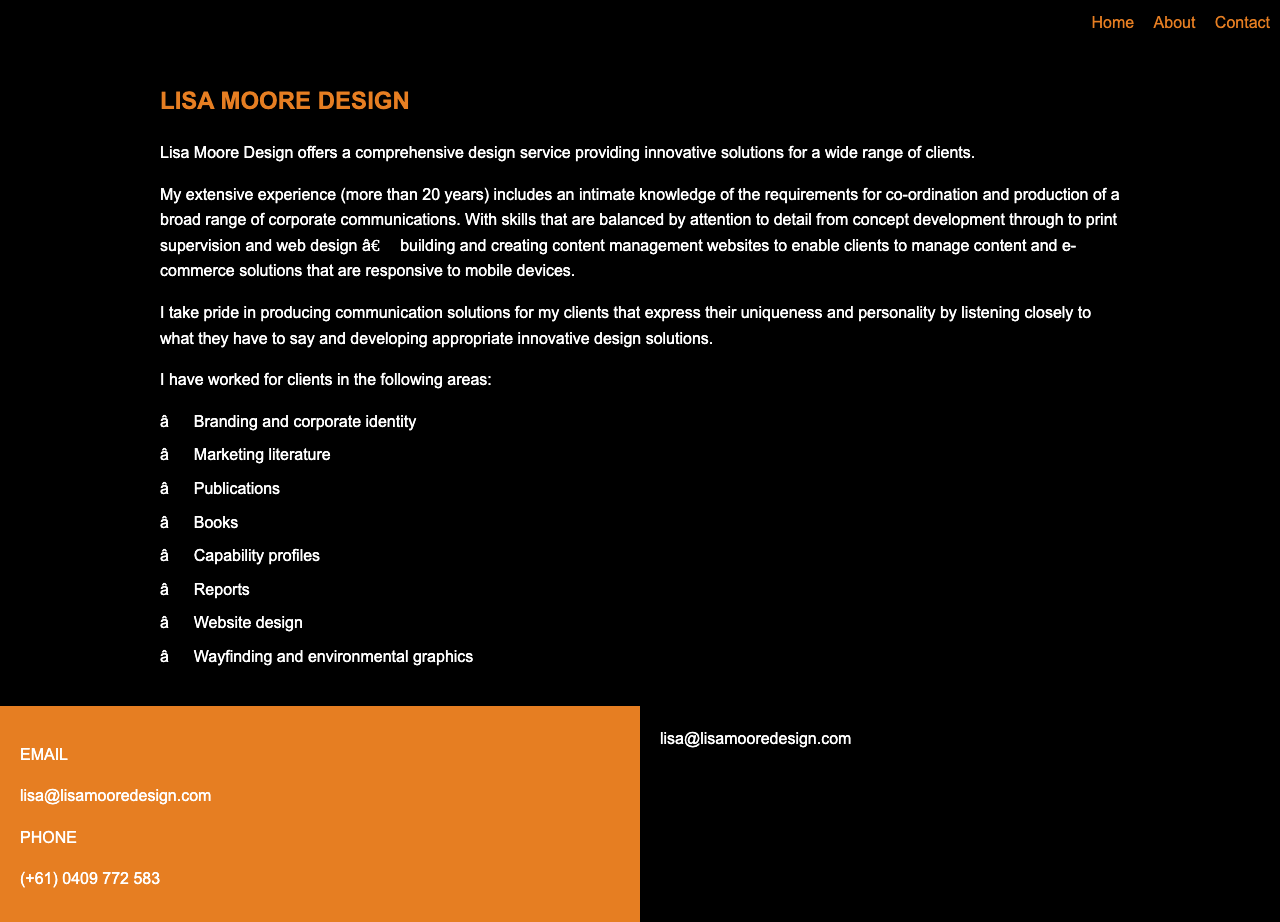 Home About Contact
LISA MOORE DESIGN
Lisa Moore Design offers a comprehensive design service providing innovative solutions for a wide range of clients.
My extensive experience (more than 20 years) includes an intimate knowledge of the requirements for co-ordination and production of a
broad range of corporate communications. With skills that are balanced by attention to detail from concept development through to print
supervision and web design â€ building and creating content management websites to enable clients to manage content and e-
commerce solutions that are responsive to mobile devices.
I take pride in producing communication solutions for my clients that express their uniqueness and personality by listening closely to
what they have to say and developing appropriate innovative design solutions.
I have worked for clients in the following areas:
â Branding and corporate identity
â Marketing literature
â Publications
â Books
â Capability profiles
â Reports
â Website design
â Wayfinding and environmental graphics
EMAIL
lisa@lisamooredesign.com
PHONE
(+61) 0409 772 583
lisa@lisamooredesign.com